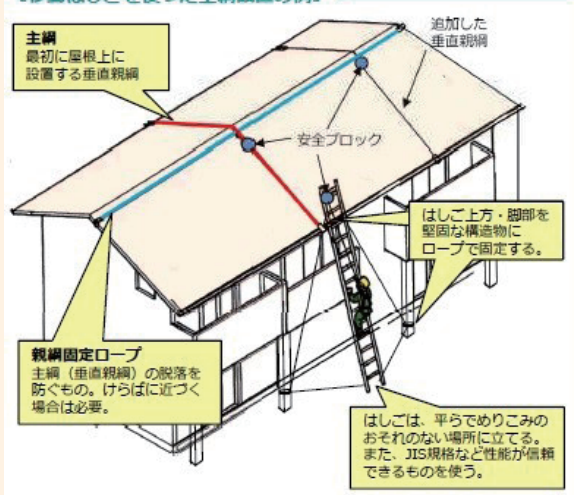 主綱
最初に屋根上に
設置する垂直親綱
追加した
垂直親綱
安全ブロック
はしご上方・脚部を
堅固な構造物に
ロープで固定する。
親綱固定ロープ
主綱（垂直親綱）の脱落を
防ぐもの。けらばに近づく
場合は必要。
はしごは、平らでめりこみの
おそれのない場所に立てる。
また、JIS規格など性能が信頼
できるものを使う。